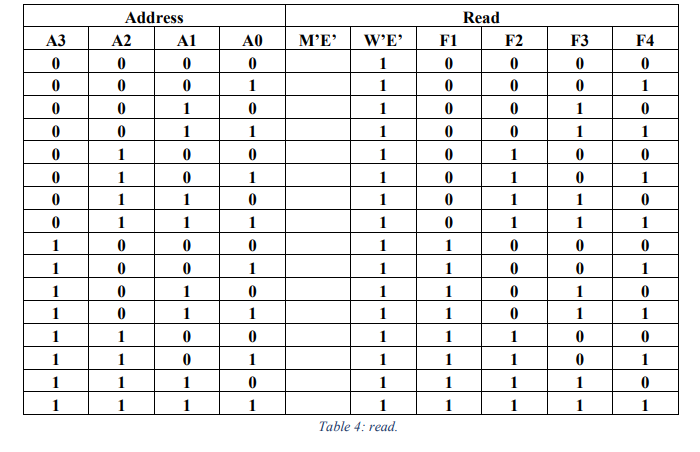 Address Read
A3 A2 A1 A0 M’E’ W’E’ F1 F2 F3 F4
0 0 0 0 1 0 0 0 0
0 0 0 1 1 0 0 0 1
0 0 1 0 1 0 0 1 0
0 0 1 1 1 0 0 1 1
0 1 0 0 1 0 1 0 0
0 1 0 1 1 0 1 0 1
0 1 1 0 1 0 1 1 0
0 1 1 1 1 0 1 1 1
1 0 0 0 1 1 0 0 0
1 0 0 1 1 1 0 0 1
1 0 1 0 1 1 0 1 0
1 0 1 1 1 1 0 1 1
1 1 0 0 1 1 1 0 0
1 1 0 1 1 1 1 0 1
1 1 1 0 1 1 1 1 0
1 1 1 1 1 1 1 1 1
Table 4: read.